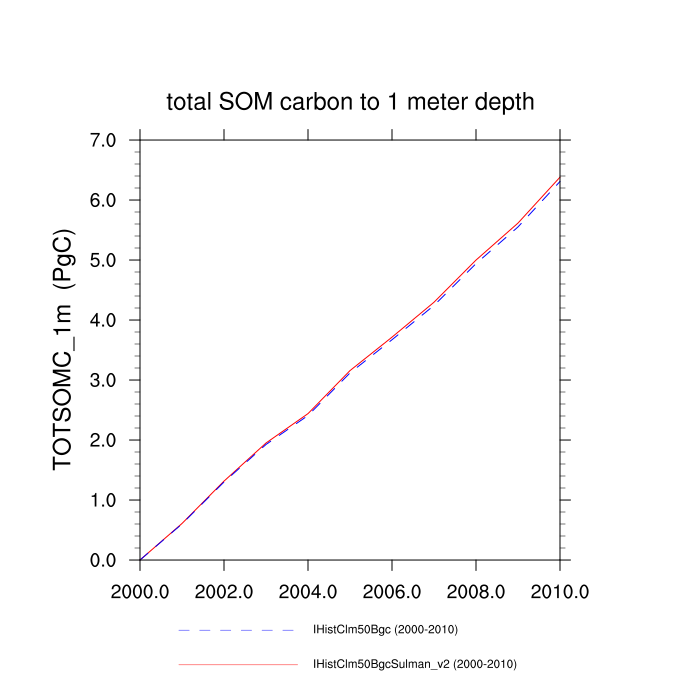 total SOM carbon to 1 meter depth
TOTSOMC_1m (PgC)
7.0
6.0
5.0
4.0
3.0
2.0
1.0
0.0
2000.0 2002.0 2004.0 2006.0 2008.0 2010.0
IHistClm50Bgc (2000-2010)
IHistClm50BgcSulman_v2 (2000-2010)